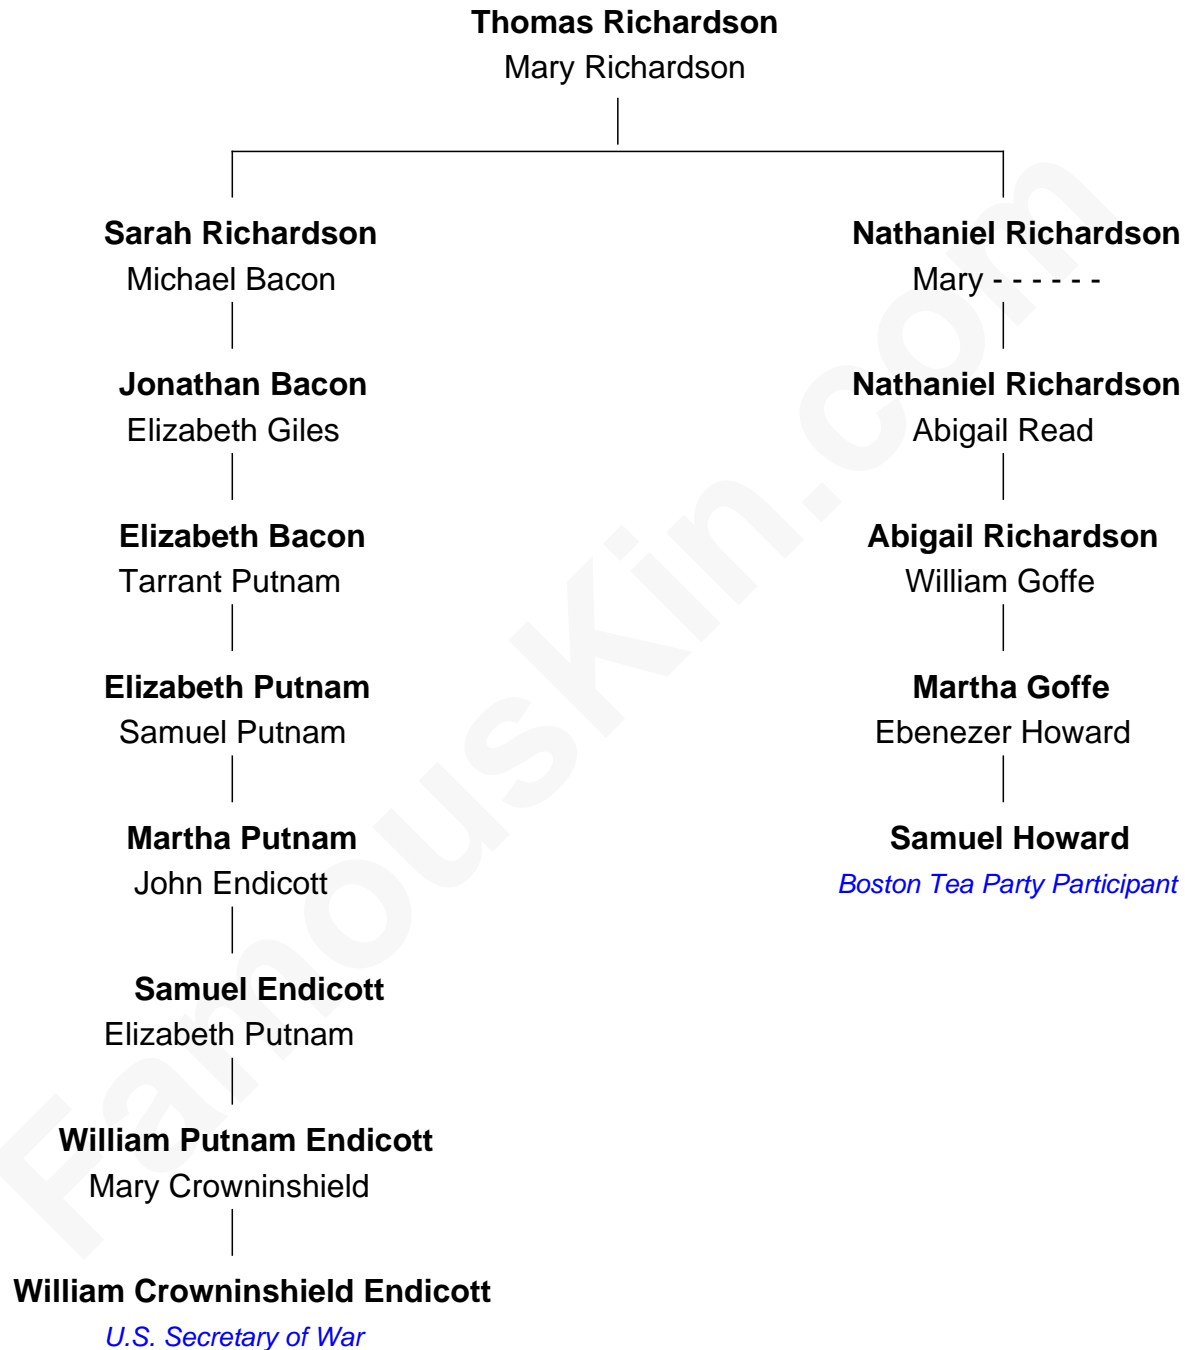 Thomas Richardson
Mary Richardson
Sarah Richardson
Michael Bacon
Jonathan Bacon
Elizabeth Giles
Elizabeth Bacon
Tarrant Putnam
Elizabeth Putnam
Samuel Putnam
Martha Putnam
John Endicott
Samuel Endicott
Elizabeth Putnam
William Putnam Endicott
Mary Crowninshield
William Crowninshield Endicott
U.S. Secretary of War
Nathaniel Richardson
Mary - - - - - -
Nathaniel Richardson
Abigail Read
Abigail Richardson
William Goffe
Martha Goffe
Ebenezer Howard
Samuel Howard
Boston Tea Party Participant
FamousKin.com